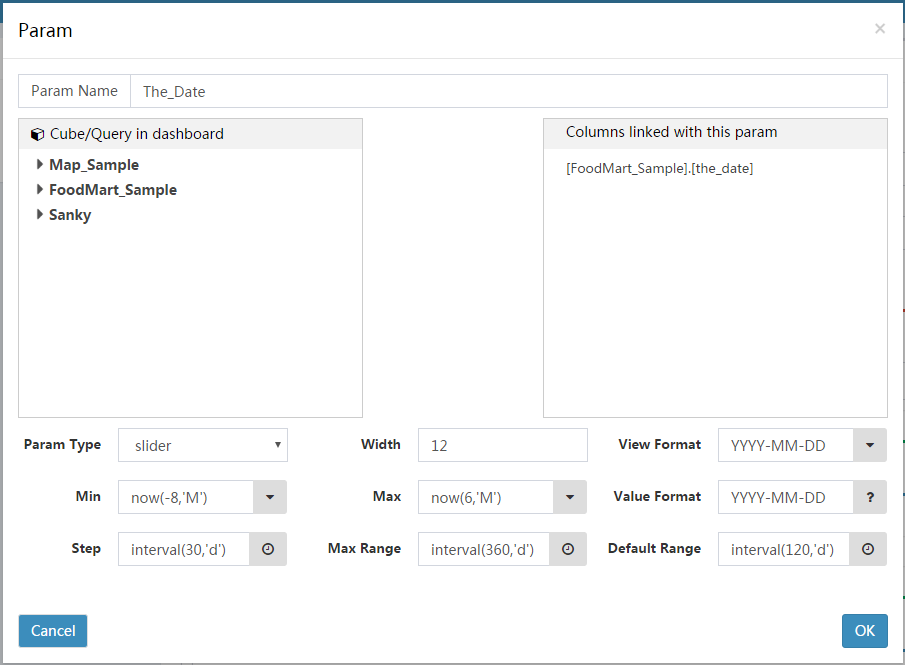 Param ×
Param Name The_Date
Cube/Query in dashboard
Map_Sample
FoodMart_Sample
Sanky
Columns linked with this param
[FoodMart_Sample].[the_date]
Param Type slider Width 12 View Format YYYY-MM-DD
Min now(-8,'M') Max now(6,'M') Value Format YYYY-MM-DD ?
Step interval(30,'d') Max Range interval(360,'d') Default Range interval(120,'d')
Cancel OK